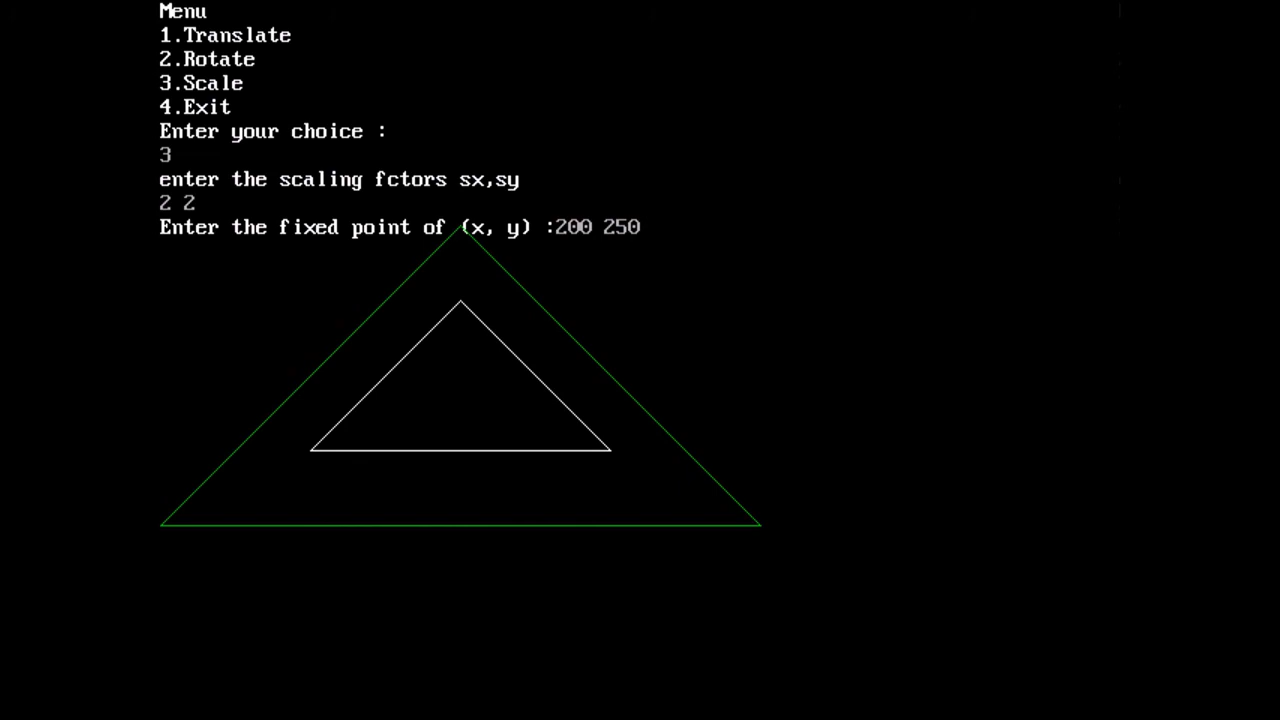 Menu
1.Translate
2.Rotate
3.Scale
4.Exit
Enter your choice :
3
enter the scaling fctors sx,sy
2 2
Enter the fixed point of (x, y) :200 250